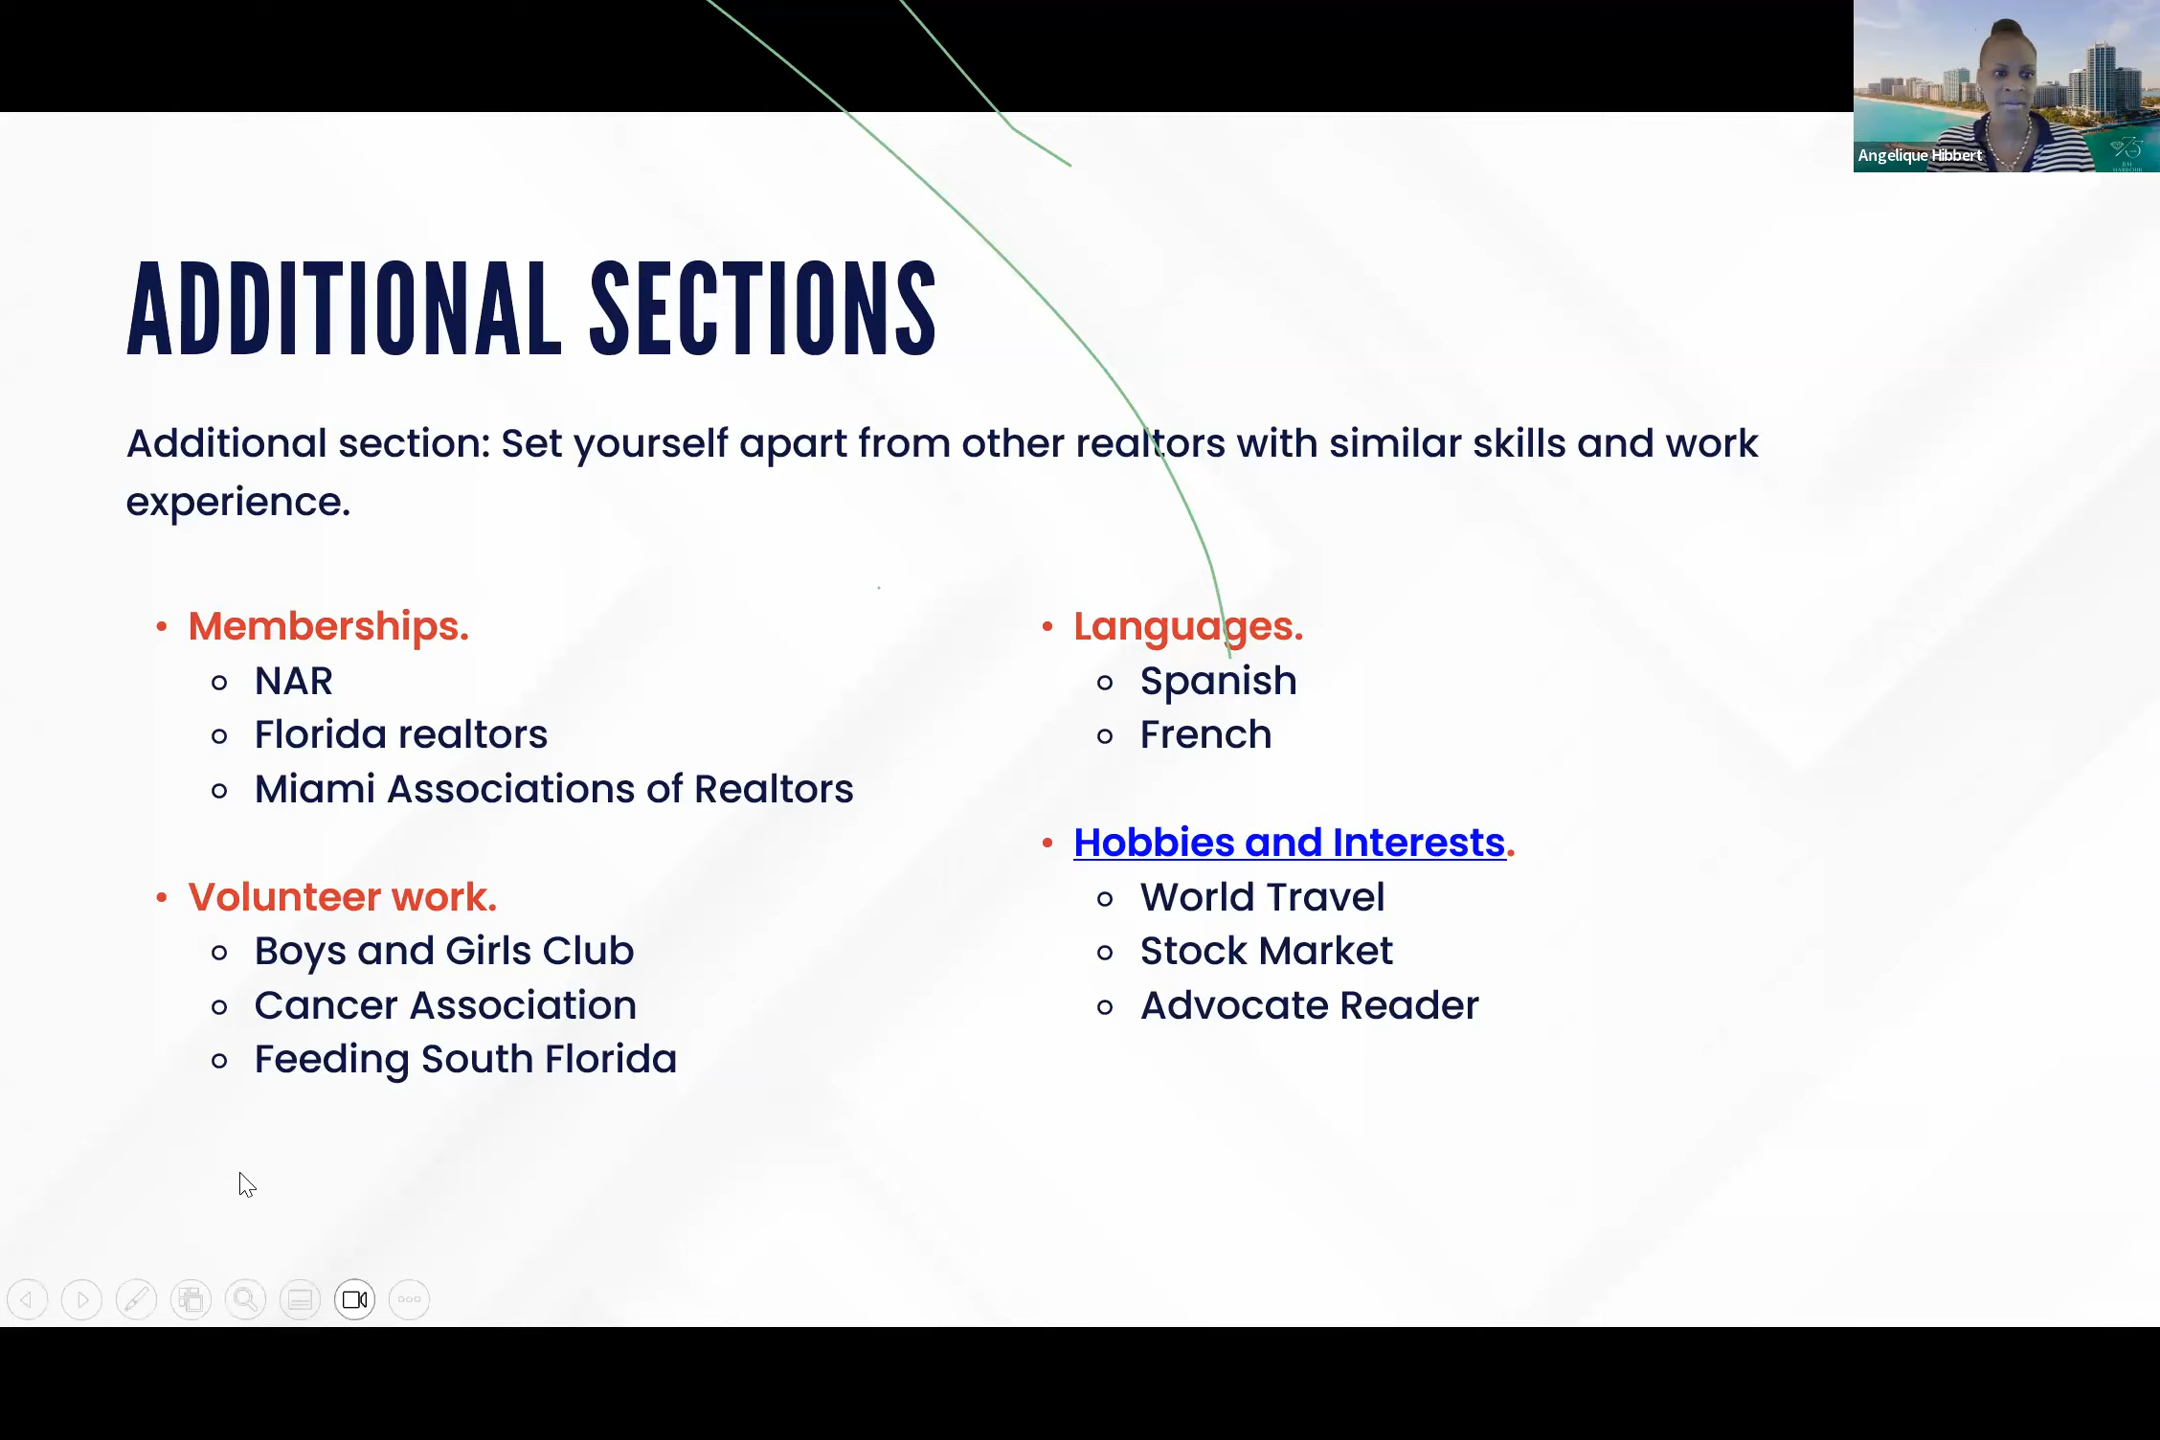 Angelique Hibbert
ADDITIONAL SECTIONS
Additional section: Set yourself apart from other realtors with similar skills and work
experience.
• Memberships.
NAR
Florida realtors
Miami Associations of Realtors
• Volunteer work.
Boys and Girls Club
Cancer Association
Feeding South Florida
• Languages.
Spanish
French
• Hobbies and Interests.
World Travel
Stock Market
Advocate Reader